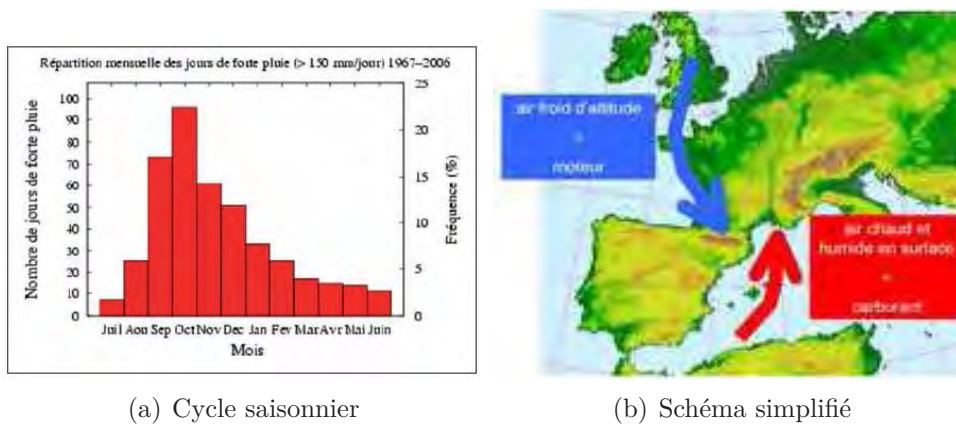 Répartition mensuelle des jours de forte pluie (> 150 mm/jour) 1967–2006
Nombre de jours de forte pluie
100
90
80
70
60
50
40
30
20
10
0
25
20
15
10
5
0
Fréquence (%)
Juil Aou Sep Oct Nov Dec Jan Fev Mar Avr Mai Juin
Mois
air froid d'altitude
=
moteur
air chaud et
humide en surface
=
carburant
(a) Cycle saisonnier
(b) Schéma simplifié